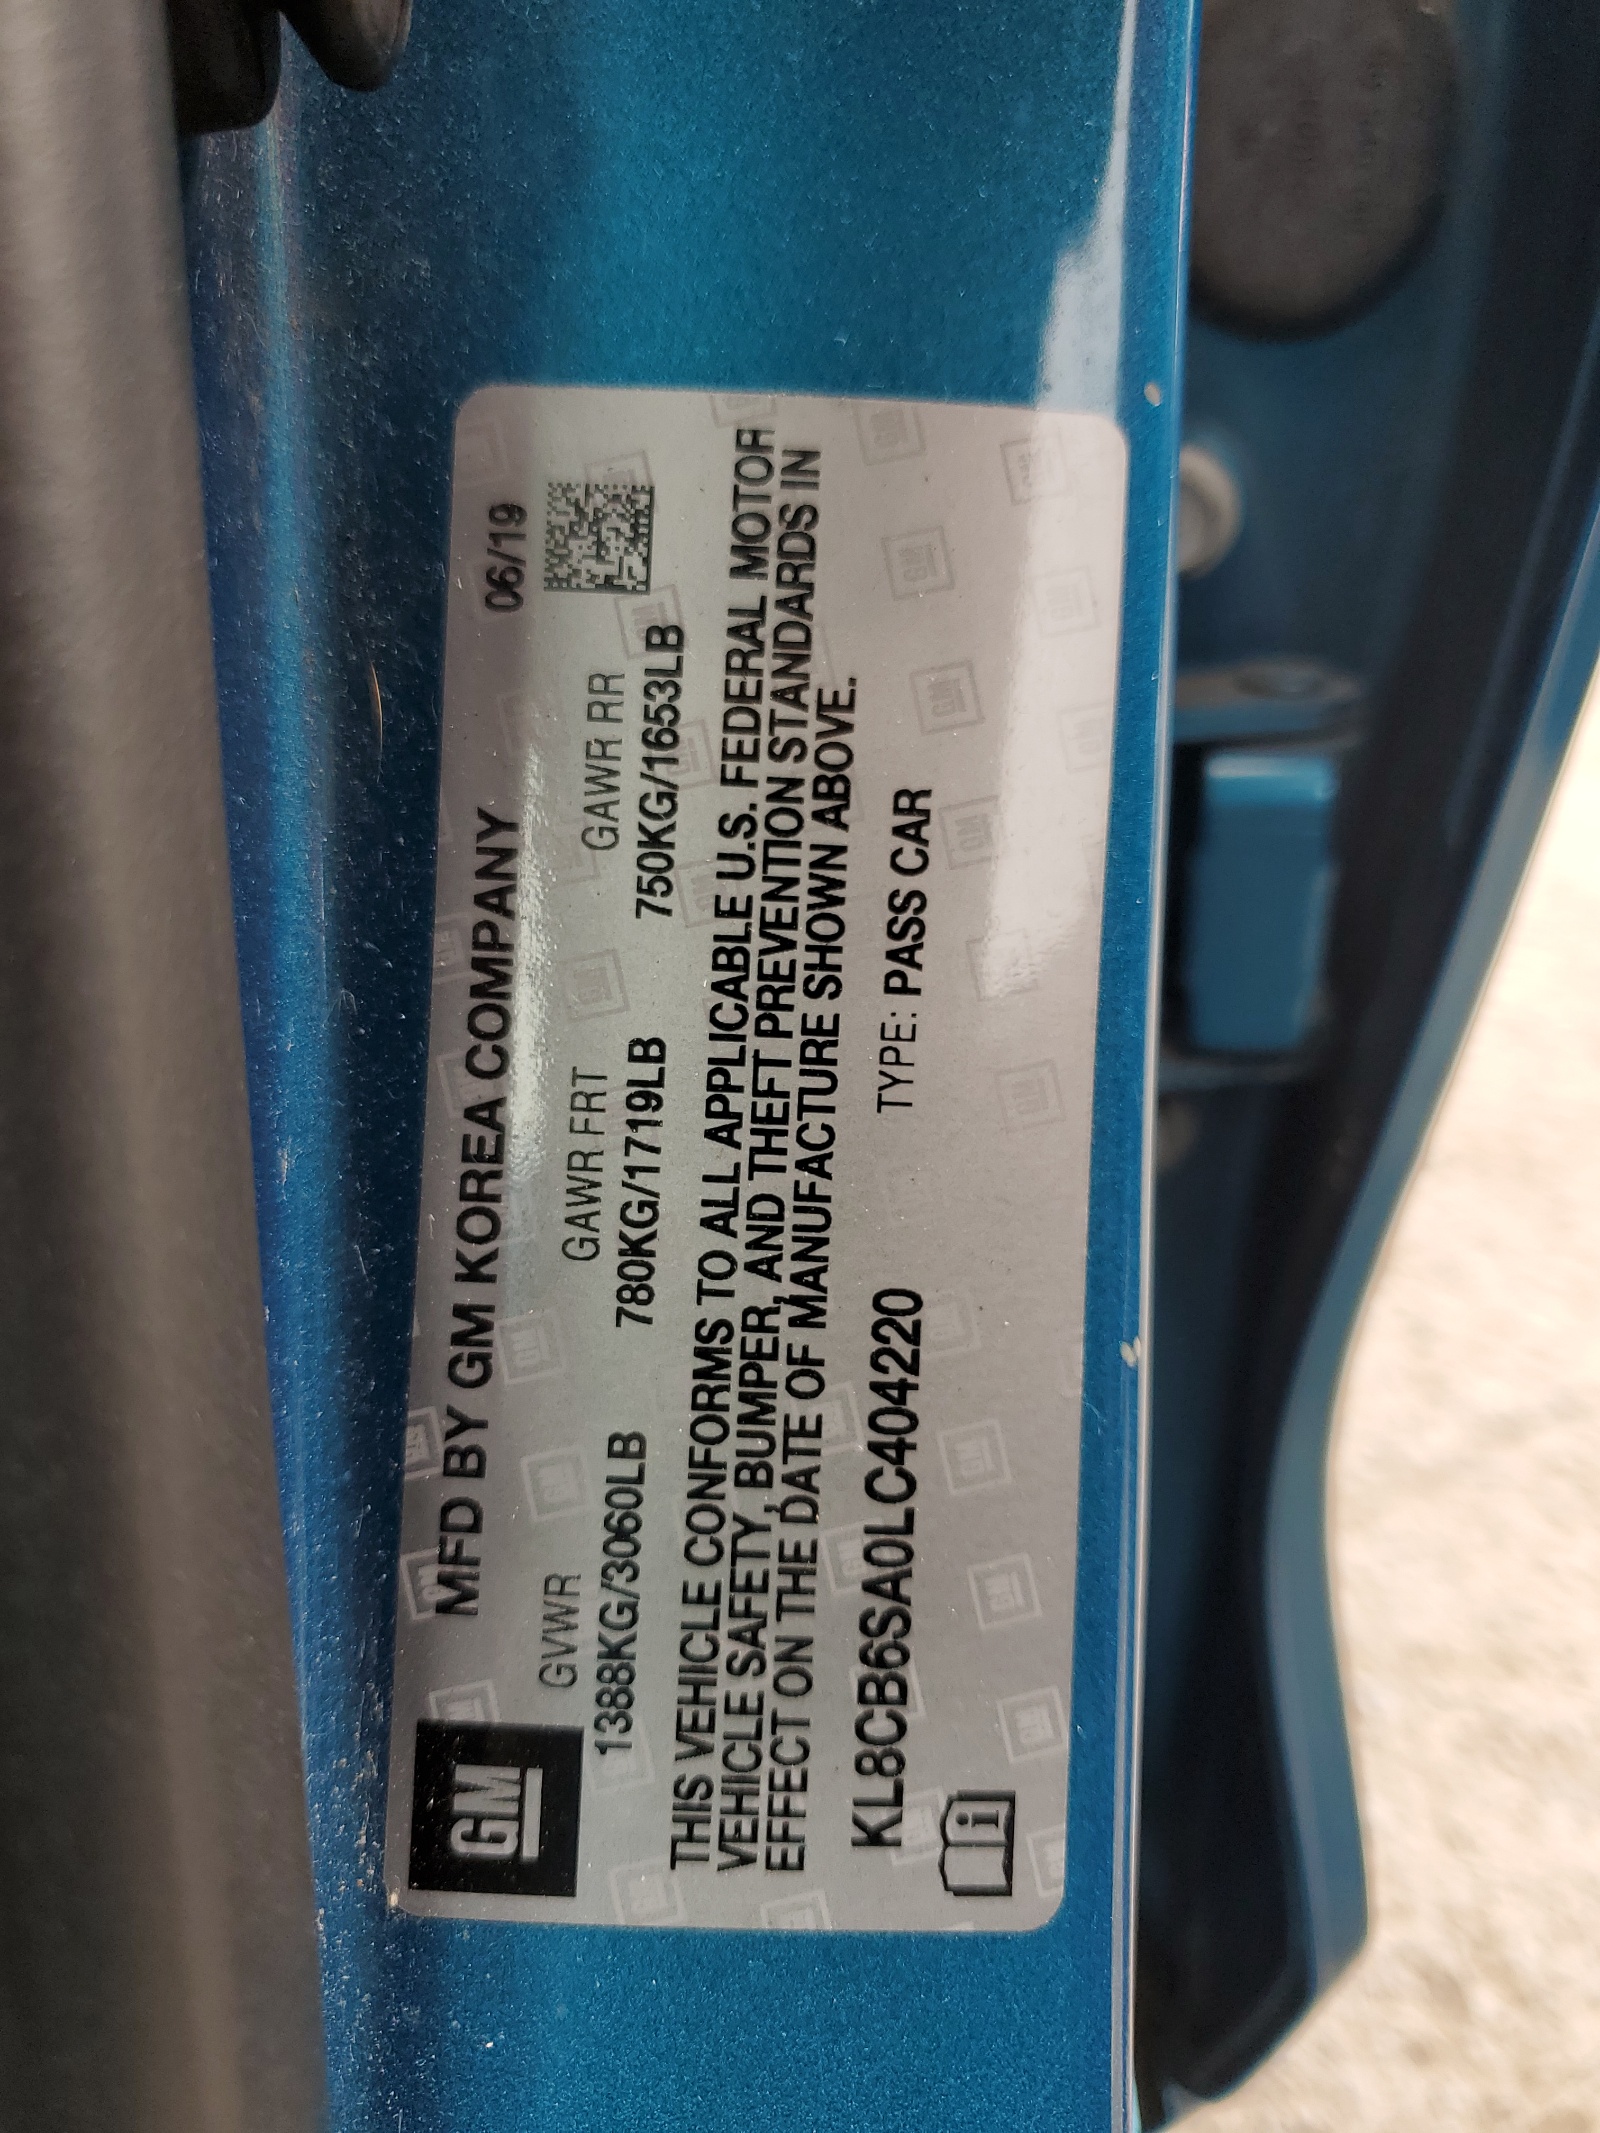 GM
MFD BY GM KOREA COMPANY 06/19
GVWR GAWR FRT GAWR RR
1388KG/3060LB 780KG/1719LB 750KG/1653LB
THIS VEHICLE CONFORMS TO ALL APPLICABLE U.S. FEDERAL MOTOR
VEHICLE SAFETY, BUMPER, AND THEFT PREVENTION STANDARDS IN
EFFECT ON THE DATE OF MANUFACTURE SHOWN ABOVE.
KL8CB6SA0LC404220 TYPE: PASS CAR